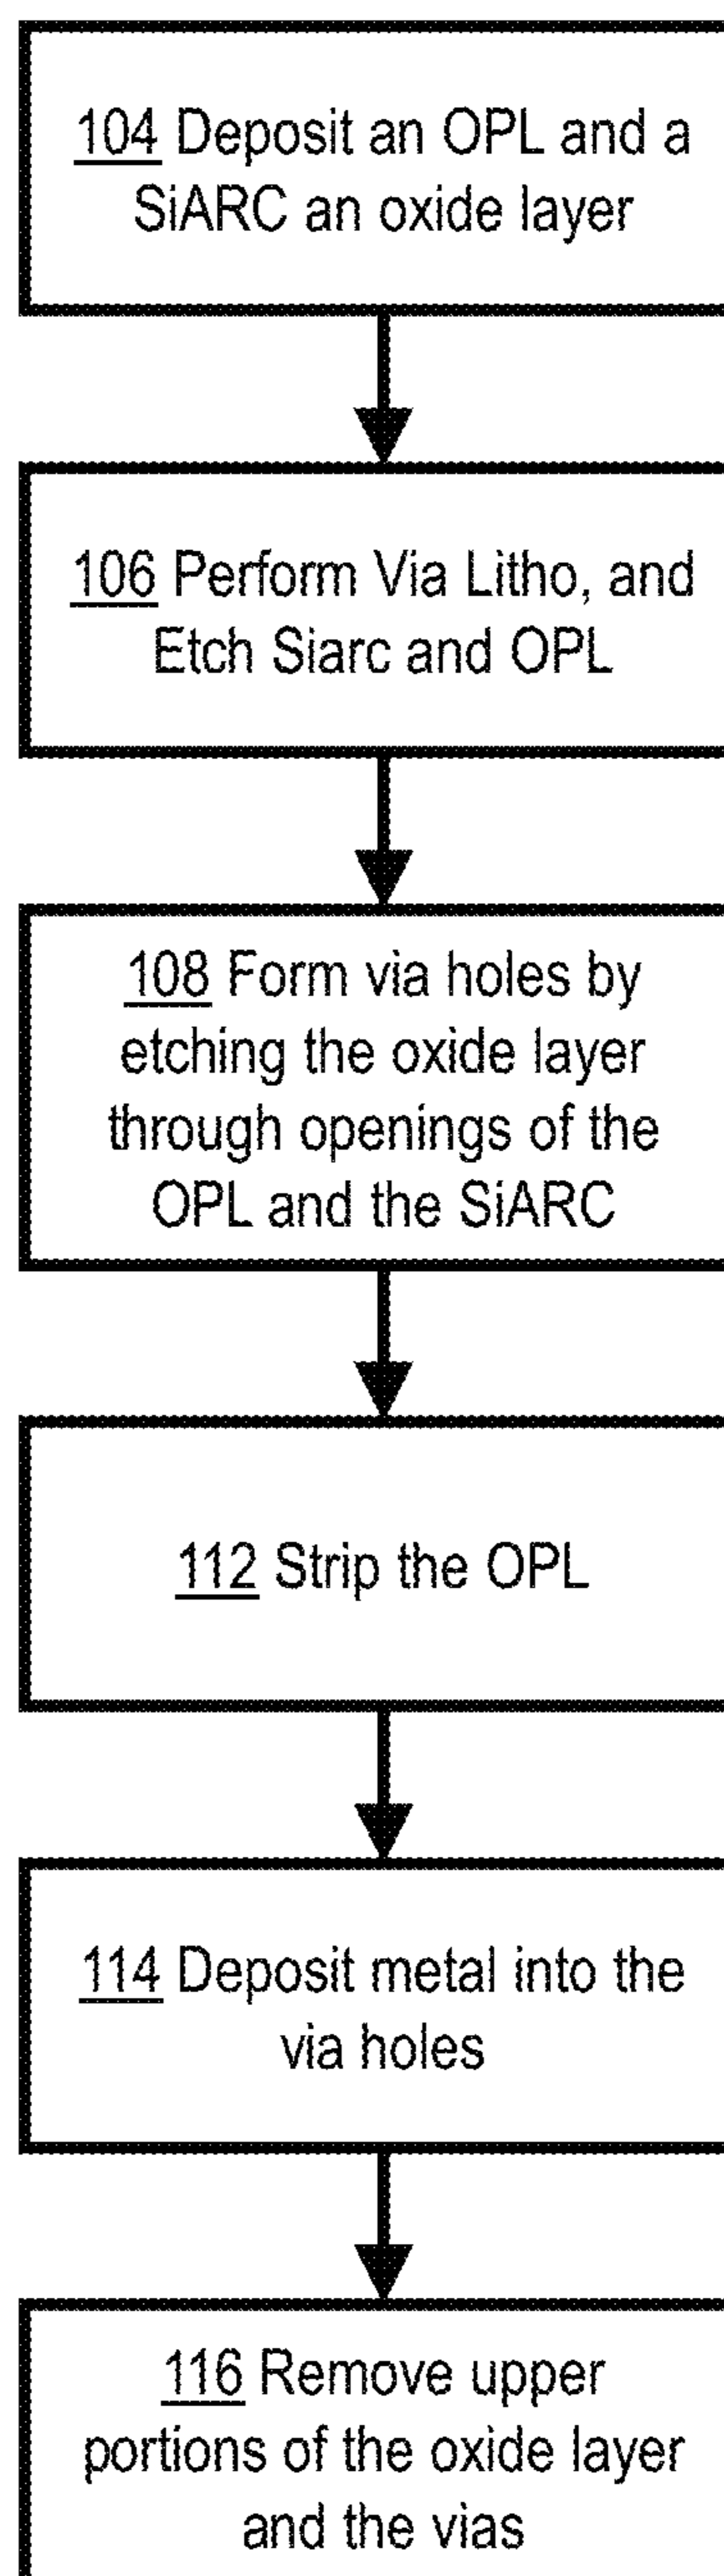 104 Deposit an OPL and a
SiARC an oxide layer
106 Perform Via Litho, and
Etch Siarc and OPL
108 Form via holes by
etching the oxide layer
through openings of the
OPL and the SiARC
112 Strip the OPL
114 Deposit metal into the
via holes
116 Remove upper
portions of the oxide layer
and the vias